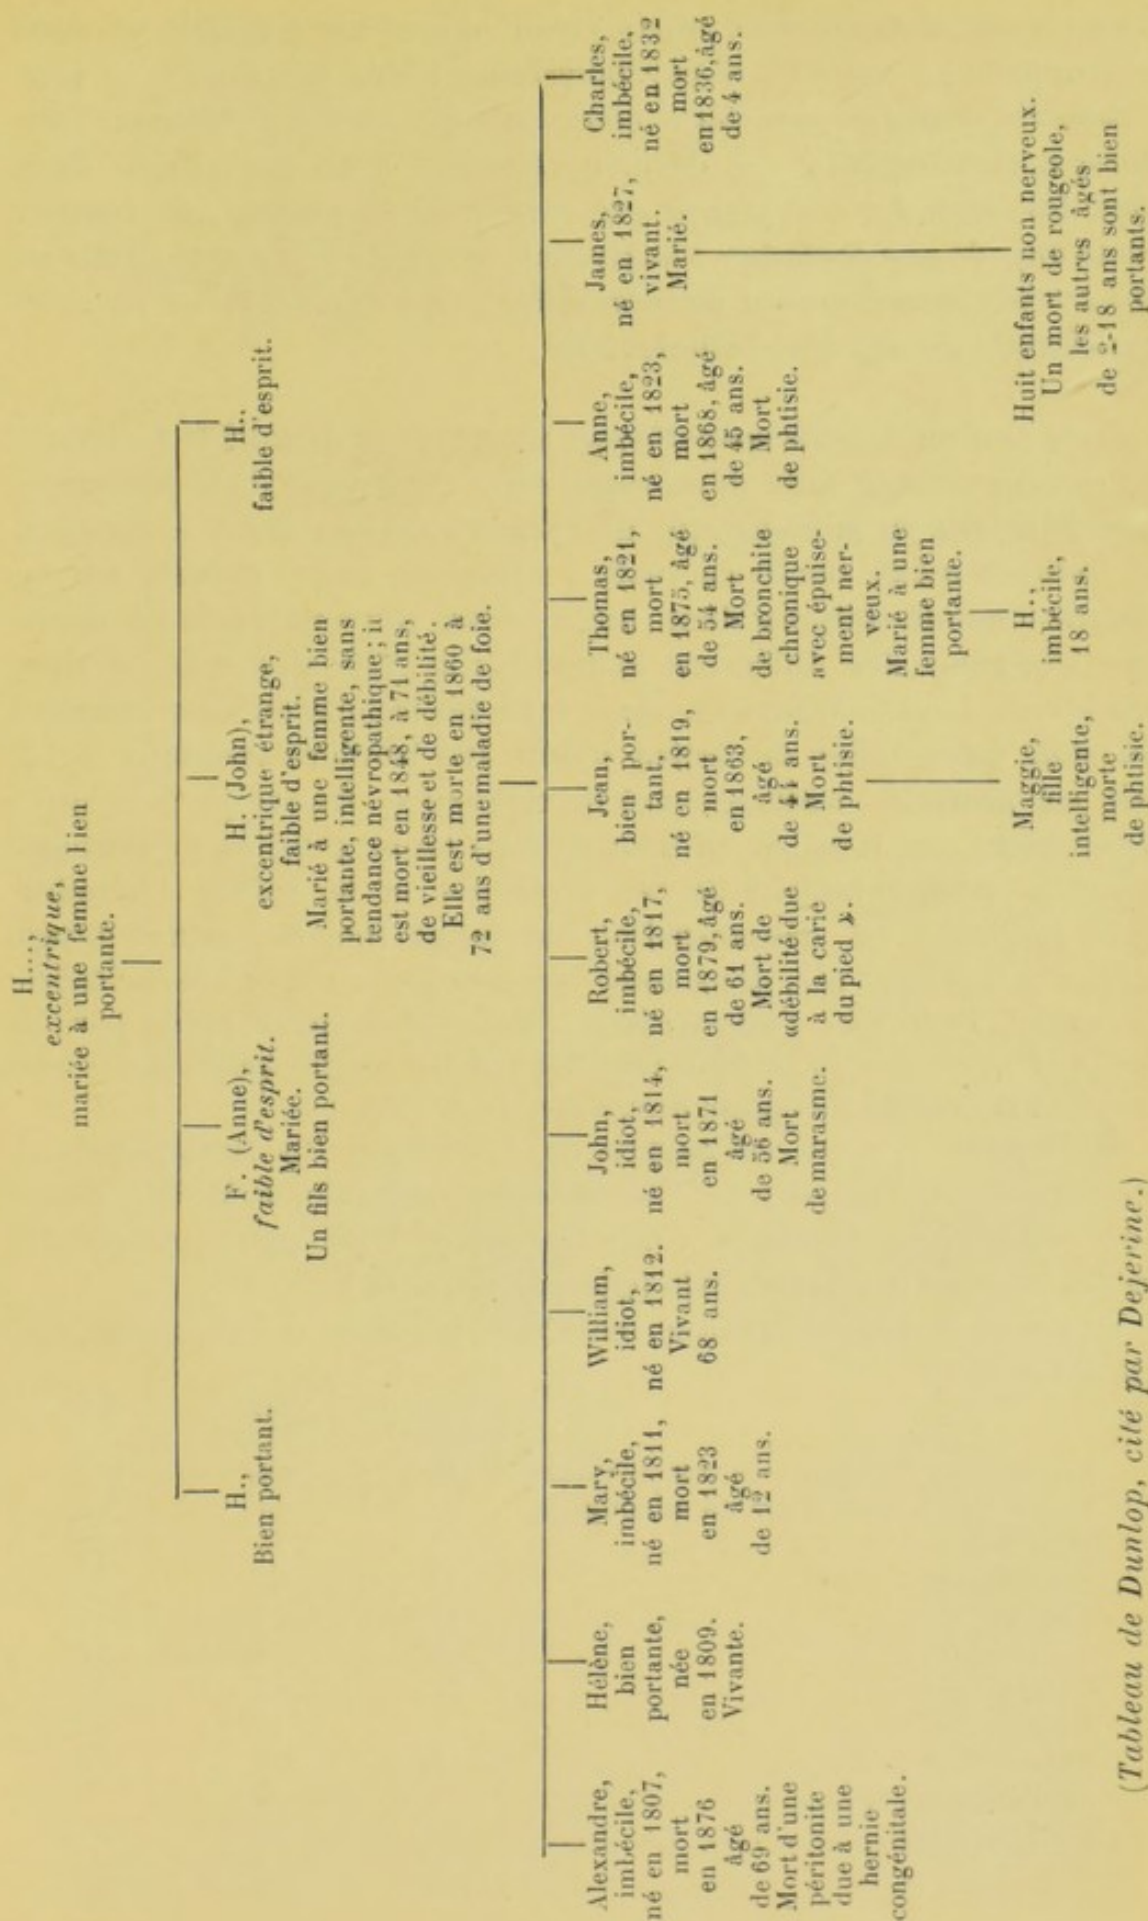 H...,
excentrique,
mariée à une femme bien
portante.
H.,
Bien portant.
F. (Anne),
faible d'esprit.
Mariée.
Un fils bien portant.
H. (John),
excentrique étrange,
faible d'esprit.
Marié à une femme bien
portante, intelligente, sans
tendance névropathique; il
est mort en 1848, à 71 ans,
de vieillesse et de débilité.
Elle est morte en 1860 à
72 ans d'une maladie de foie.
H..
faible d'esprit.
Alexandre,
imbécile,
né en 1807,
mort
en 1876
âgé
de 69 ans.
Mort d'une
péritonite
due à une
hernie
congénitale.
Hélène,
bien
portante,
née
en 1809.
Vivante.
Mary,
imbécile,
né en 1811,
mort
en 1823
âgé
de 12 ans.
William,
idiot,
né en 1812.
Vivant
68 ans.
John,
idiot,
né en 1814,
mort
en 1871
âgé
de 56 ans.
Mort
de marasme.
Robert,
imbécile,
né en 1817,
mort
en 1879, âgé
de 61 ans.
Mort de
«débilité due
à la carie
du pied ».
Jean,
bien por-
tant,
né en 1819,
mort
en 1863,
âgé
de 44 ans.
Mort
de phtisie.
Maggie,
fille
intelligente,
morte
de phtisie.
Thomas,
né en 1821,
mort
en 1875, âgé
de 54 ans.
Mort
de bronchite
chronique
avec épuise-
ment ner-
veux.
Marié à une
femme bien
portante.
H.,
imbécile,
18 ans.
Anne,
imbécile,
né en 1823,
mort
en 1868, âgé
de 45 ans.
Mort
de phtisie.
James,
né en 1827,
vivant.
Marié.
Huit enfants non nerveux.
Un mort de rougeole,
les autres âgés
de 2-18 ans sont bien
portants.
Charles,
imbécile,
né en 1832
mort
en 1836, âgé
de 4 ans.
(Tableau de Dunlop, cité par Dejerine.)